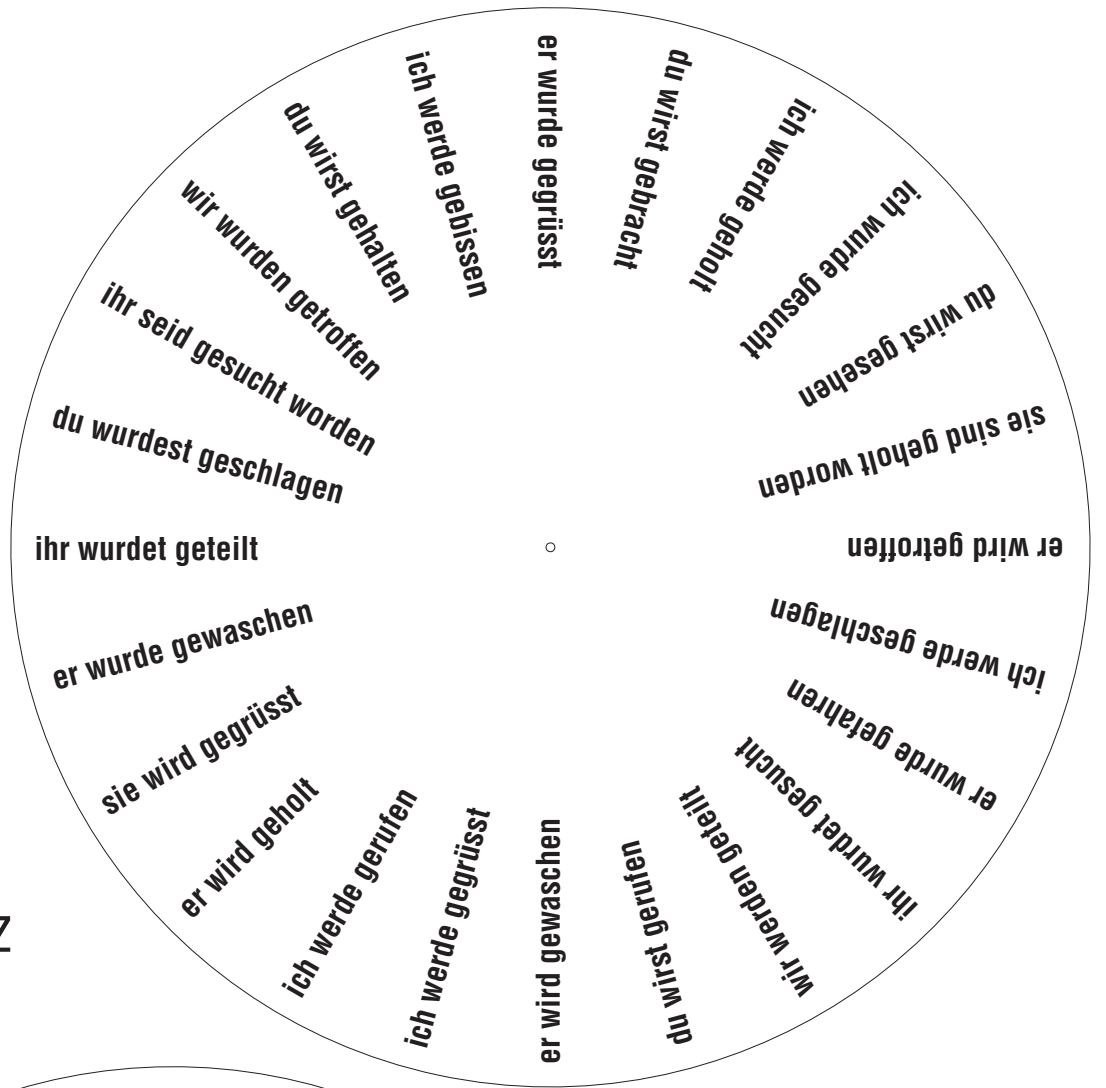 er wurde gegrüsst
du wirst gebracht
ich werde geholt
ich wurde gesucht
du wirst gesehen
sie sind geholt worden
er wird getroffen
ich werde geschlagen
er wurde gefahren
ihr wurdet gesucht
wir werden geteilt
du wirst gerufen
er wird gewaschen
ich werde gegrüsst
ich werde gerufen
er wird geholt
sie wird gegrüsst
er wurde gewaschen
ihr wurdet geteilt
du wurdest geschlagen
ihr seid gesucht worden
wir wurden getroffen
du wirst gehalten
ich werde gebissen
z